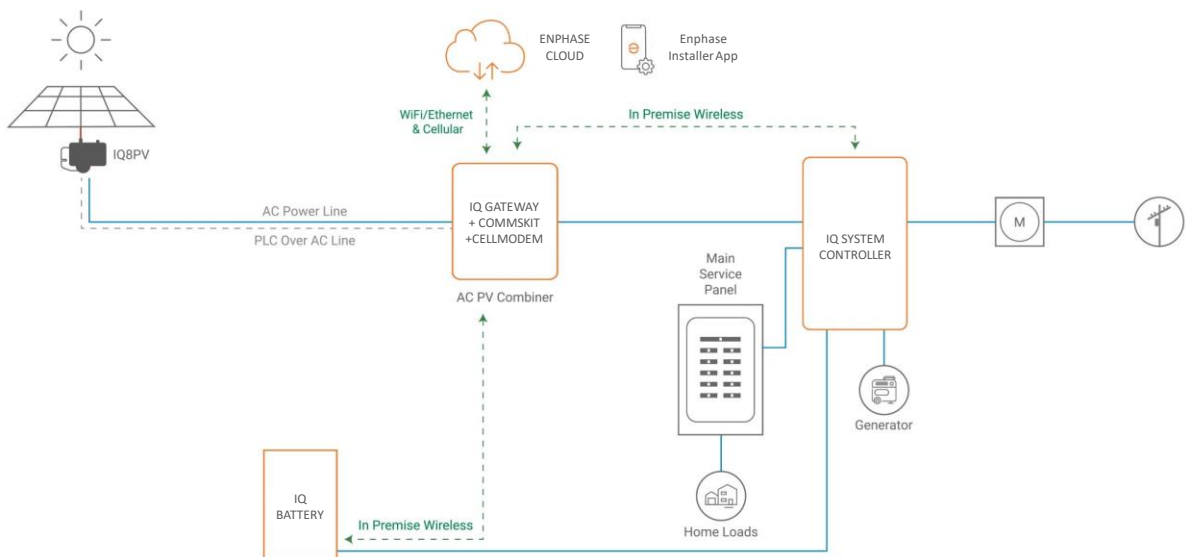 ENPHASE
CLOUD
Enphase
Installer App
WiFi/Ethernet
& Cellular
In Premise Wireless
IQ8PV
AC Power Line
PLC Over AC Line
IQ GATEWAY
+ COMMSKIT
+CELLMODEM
AC PV Combiner
IQ SYSTEM
CONTROLLER
M
Main
Service
Panel
Generator
Home Loads
IQ
BATTERY
In Premise Wireless